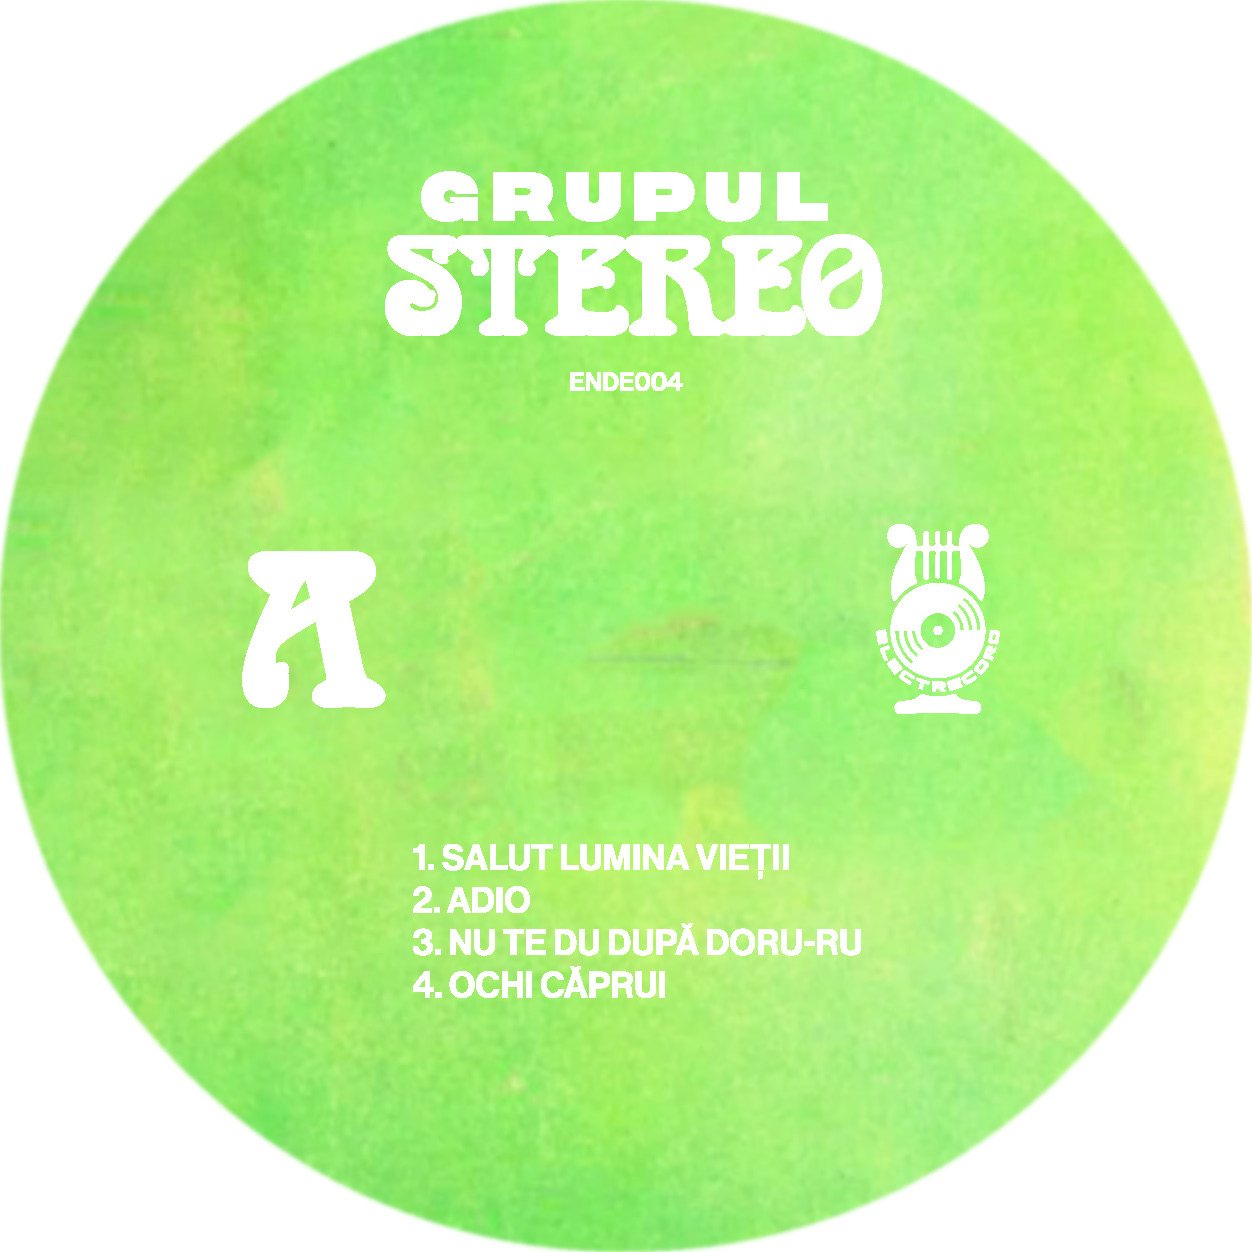 GRUPUL
STEREO
ENDE004
A
ELECTRECORD
1. SALUT LUMINA VIEȚII
2. ADIO
3. NU TE DU DUPĂ DORU-RU
4. OCHI CĂPRUI